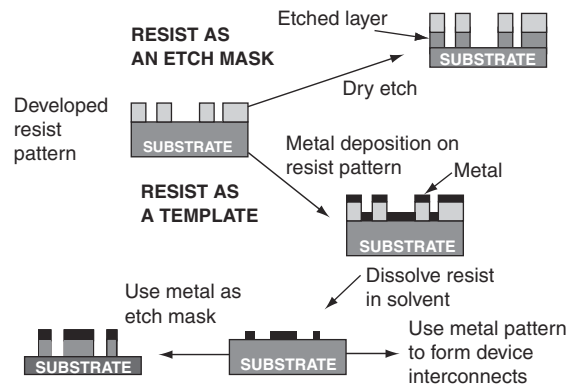 RESIST AS
AN ETCH MASK
Etched layer
SUBSTRATE
Dry etch
Developed
resist
pattern
SUBSTRATE
Metal deposition on
resist pattern
Metal
RESIST AS
A TEMPLATE
SUBSTRATE
Dissolve resist
in solvent
Use metal as
etch mask
SUBSTRATE
SUBSTRATE
Use metal pattern
to form device
interconnects